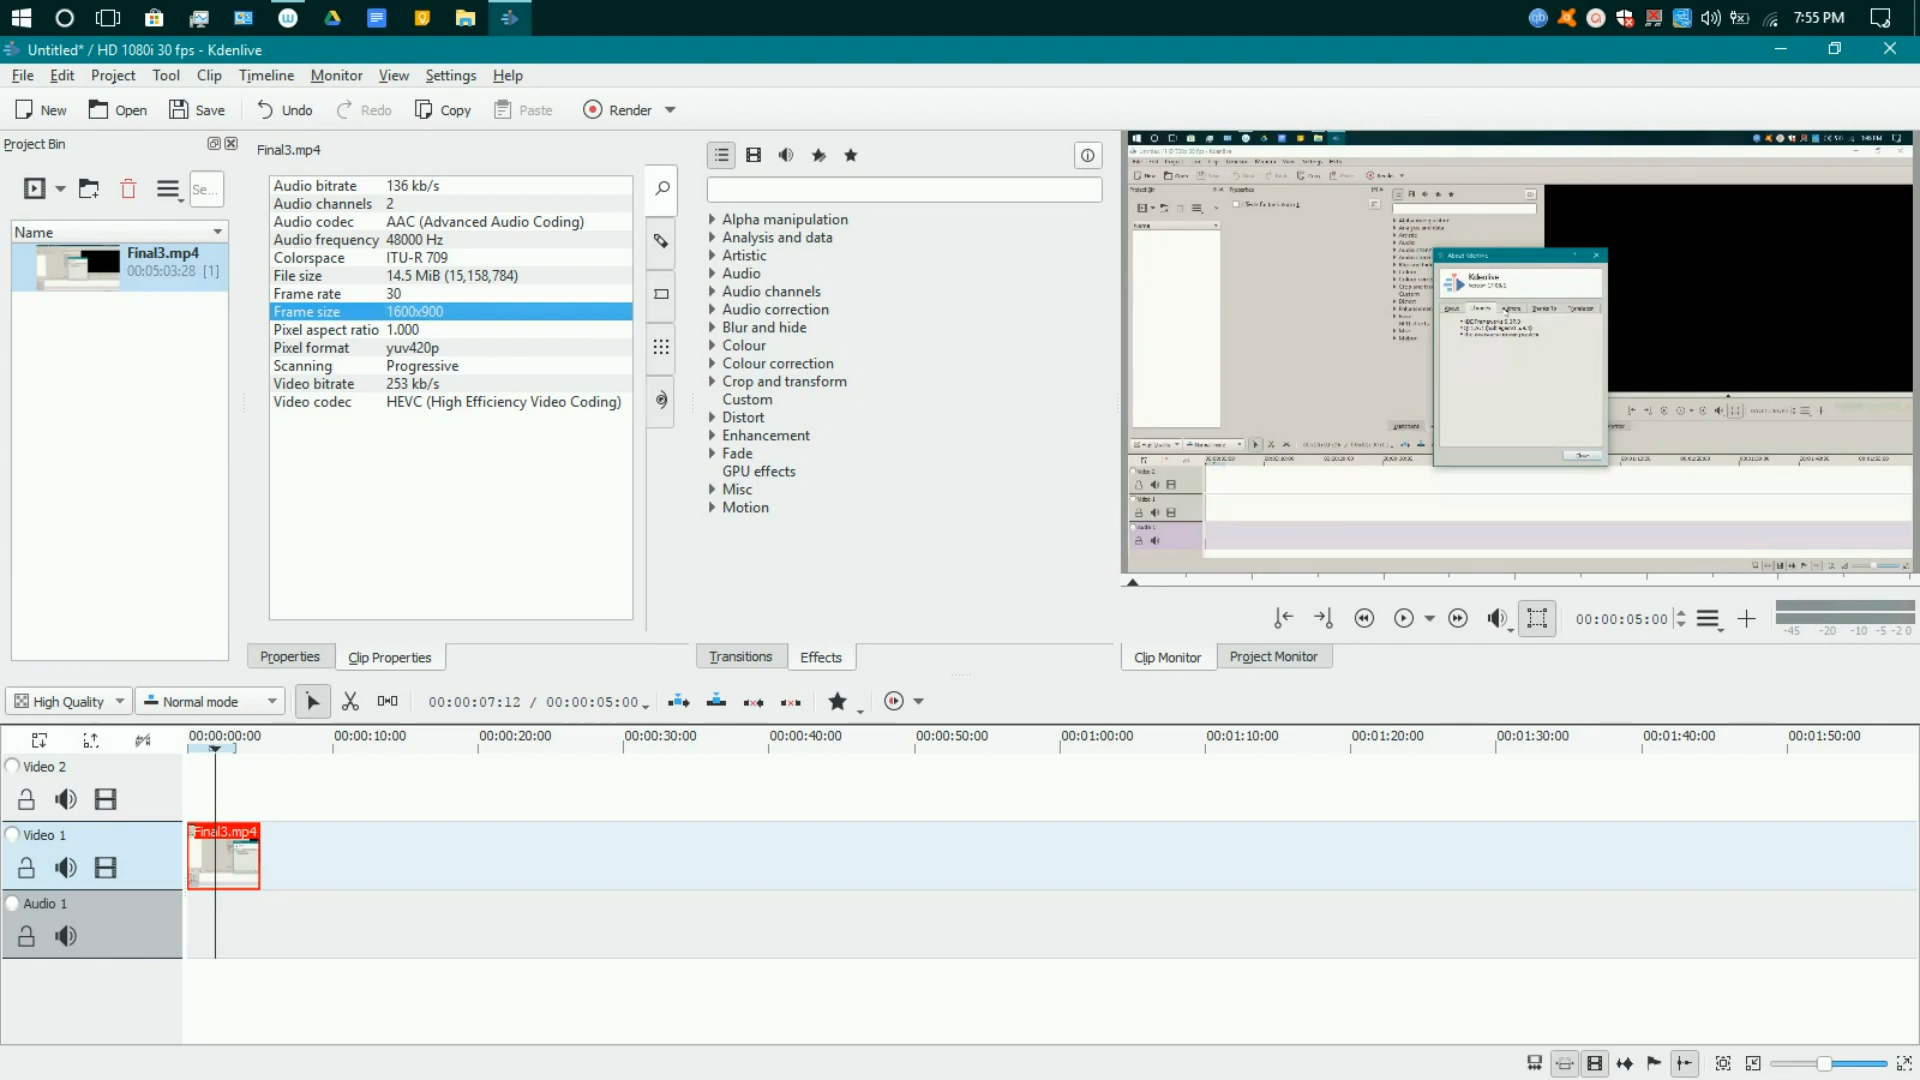 7:55 PM
Untitled* / HD 1080i 30 fps - Kdenlive
File Edit Project Tool Clip Timeline Monitor View Settings Help
New Open Save Undo Redo Copy Paste Render
Project Bin
Se...
Name
Final3.mp4
00:05:03:28 [1]
Final3.mp4
Audio bitrate 136 kb/s
Audio channels 2
Audio codec AAC (Advanced Audio Coding)
Audio frequency 48000 Hz
Colorspace ITU-R 709
File size 14.5 MiB (15,158,784)
Frame rate 30
Frame size 1600x900
Pixel aspect ratio 1.000
Pixel format yuv420p
Scanning Progressive
Video bitrate 253 kb/s
Video codec HEVC (High Efficiency Video Coding)
Properties Clip Properties
Alpha manipulation
Analysis and data
Artistic
Audio
Audio channels
Audio correction
Blur and hide
Colour
Colour correction
Crop and transform
Custom
Distort
Enhancement
Fade
GPU effects
Misc
Motion
Transitions Effects
About Kdenlive
Kdenlive
00:00:05:00
-45 -20 -10 -5 -2 0
Clip Monitor Project Monitor
High Quality Normal mode 00:00:07:12 / 00:00:05:00
00:00:00:00 00:00:10:00 00:00:20:00 00:00:30:00 00:00:40:00 00:00:50:00 00:01:00:00 00:01:10:00 00:01:20:00 00:01:30:00 00:01:40:00 00:01:50:00
Video 2
Video 1
Final3.mp4
Audio 1